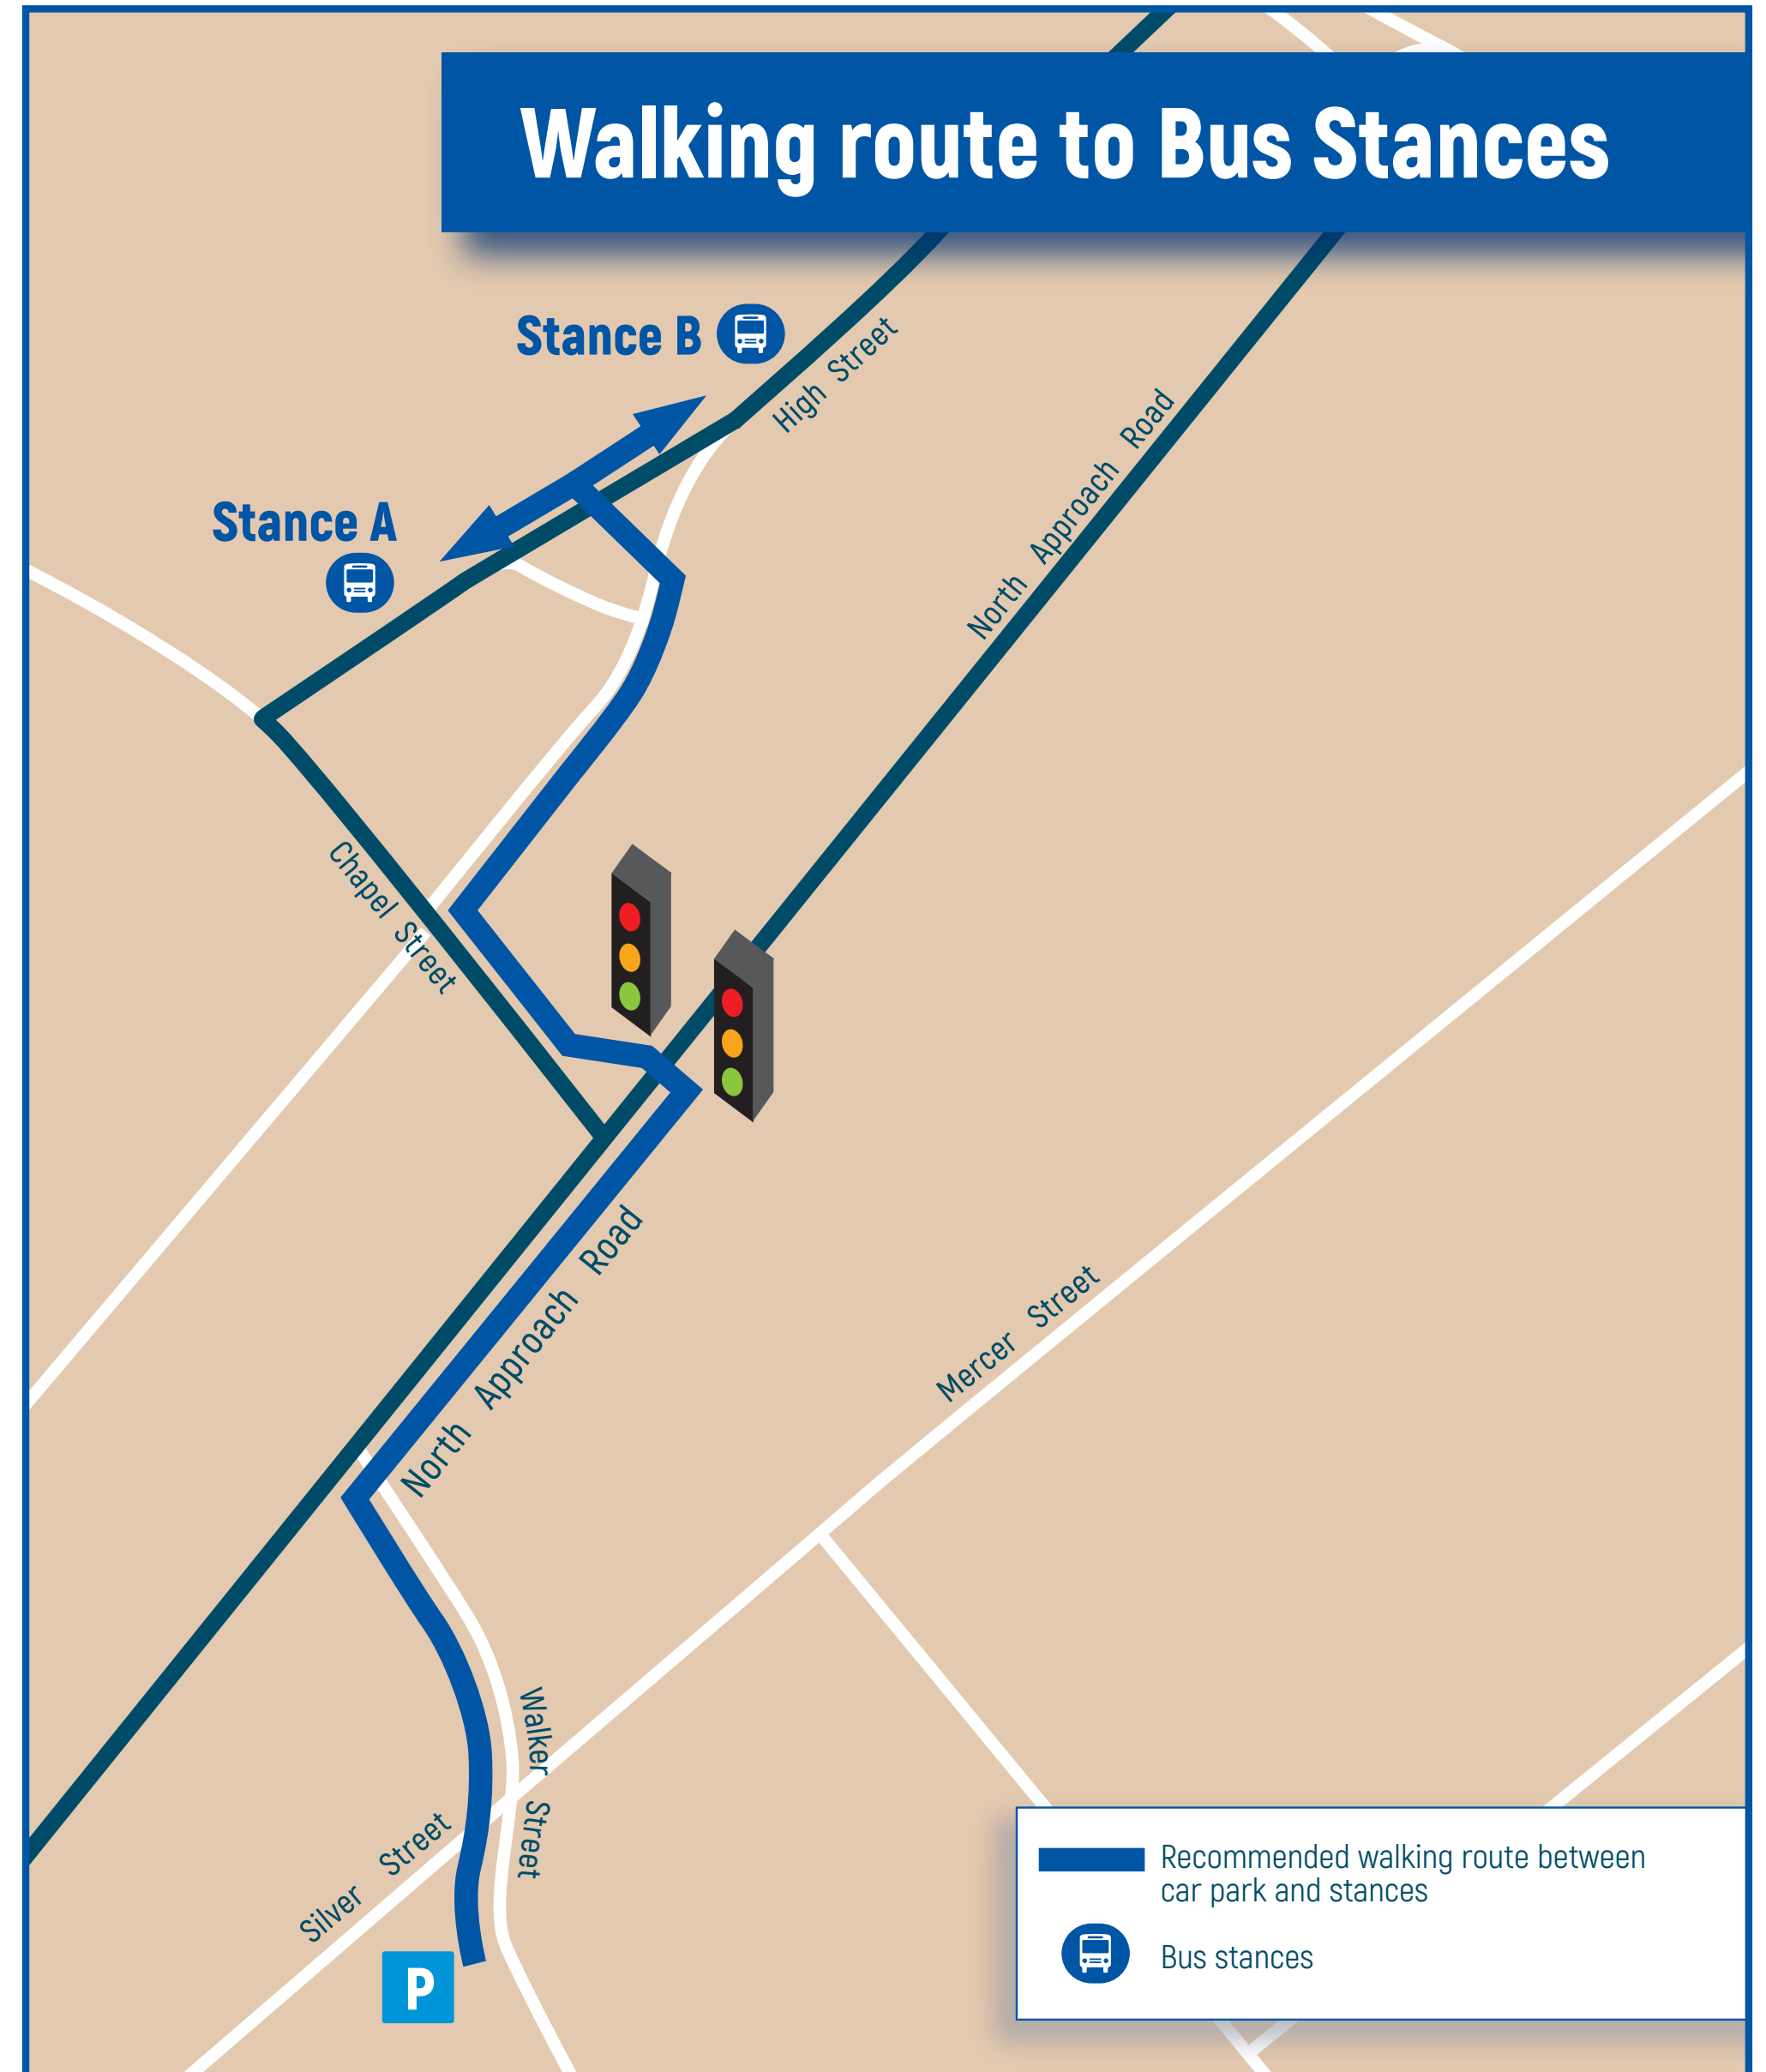 Walking route to Bus Stances
Stance B
High Street
North Approach Road
Stance A
Chapel Street
North Approach Road
Mercer Street
Walker Street
Silver Street
P
Recommended walking route between
car park and stances
Bus stances